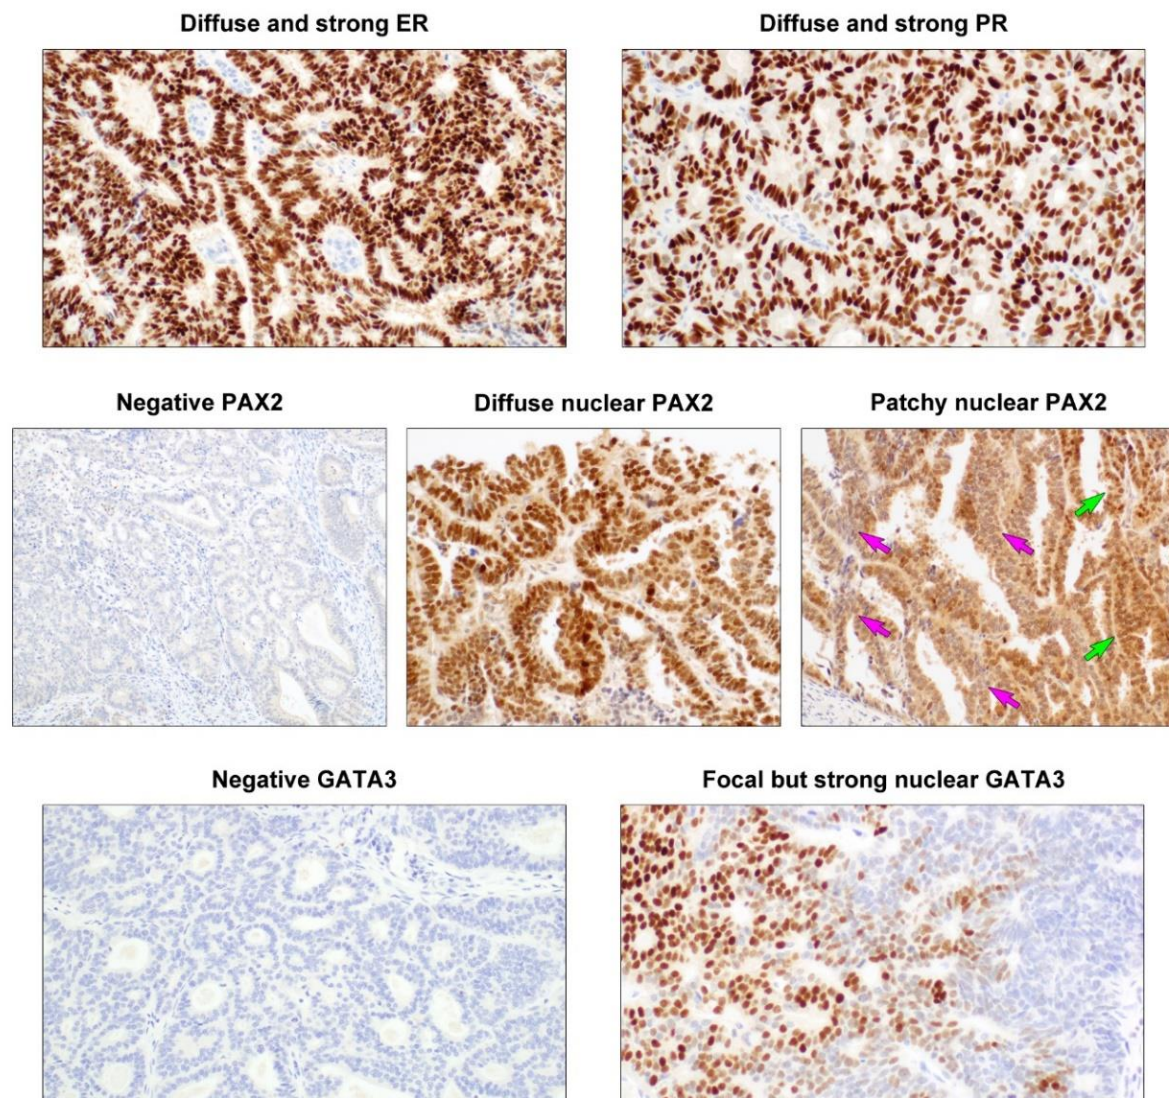 Diffuse and strong ER
Diffuse and strong PR
Negative PAX2
Diffuse nuclear PAX2
Patchy nuclear PAX2
Negative GATA3
Focal but strong nuclear GATA3